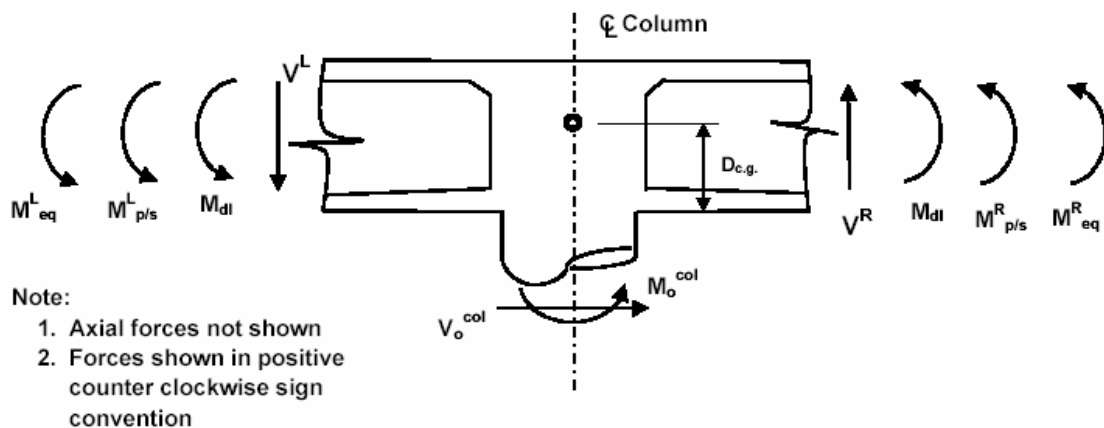 ℄ Column
V^L
D_c.g.
M^L_eq M^L_p/s M_dl
V^R M_dl M^R_p/s M^R_eq
M_o^col
V_o^col
Note:
1. Axial forces not shown
2. Forces shown in positive
counter clockwise sign
convention